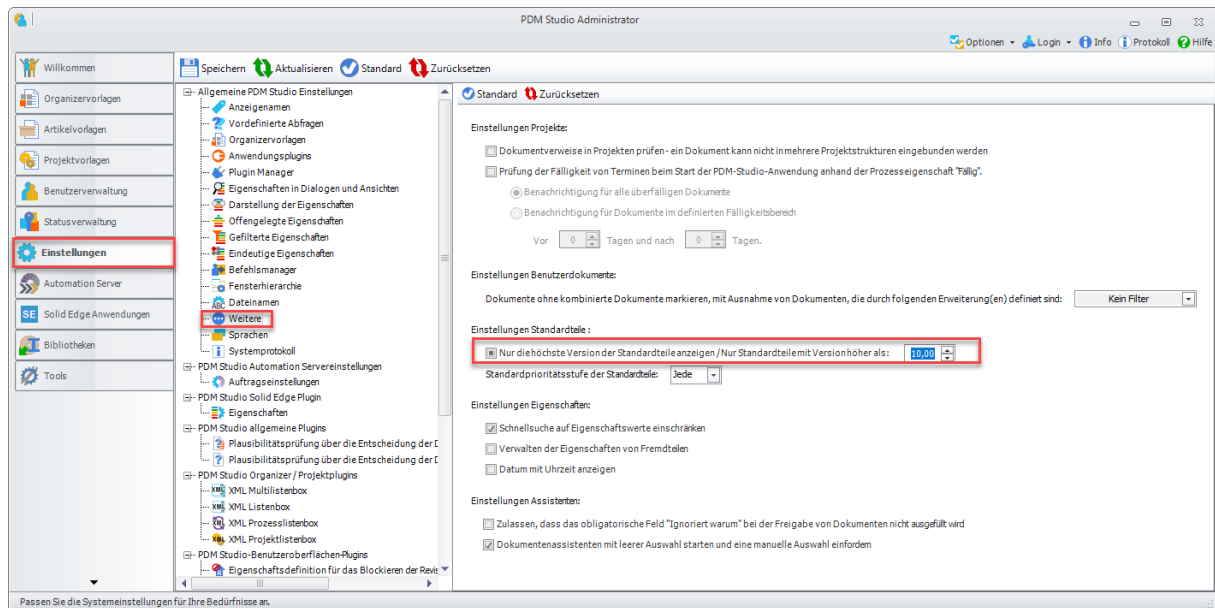 PDM Studio Administrator
Optionen Login Info Protokoll Hilfe
Willkommen
Organizervorlagen
Artikelvorlagen
Projektvorlagen
Benutzerverwaltung
Statusverwaltung
Einstellungen
Automation Server
SE Solid Edge Anwendungen
Bibliotheken
Tools
Speichern Aktualisieren Standard Zurücksetzen
Allgemeine PDM Studio Einstellungen
Anzeigenamen
Vordefinierte Abfragen
Organizervorlagen
Anwendungsplugins
Plugin Manager
Eigenschaften in Dialogen und Ansichten
Darstellung der Eigenschaften
Offengelegte Eigenschaften
Gefilterte Eigenschaften
Eindeutige Eigenschaften
Befehlsmanager
Fensterhierarchie
ABC Dateinamen
Weitere
Sprachen
Systemprotokoll
PDM Studio Automation Servereinstellungen
Auftragseinstellungen
PDM Studio Solid Edge Plugin
Eigenschaften
PDM Studio allgemeine Plugins
Plausibilitätsprüfung über die Entscheidung der D
Plausibilitätsprüfung über die Entscheidung der D
PDM Studio Organizer / Projektplugins
XML XML Multilistenbox
XML XML Listenbox
XML XML Prozesslistenbox
XML XML Projektlistenbox
PDM Studio-Benutzeroberflächen-Plugins
Eigenschaftsdefinition für das Blockieren der Revis
Standard Zurücksetzen
Einstellungen Projekte:
Dokumentverweise in Projekten prüfen - ein Dokument kann nicht in mehrere Projektstrukturen eingebunden werden
Prüfung der Fälligkeit von Terminen beim Start der PDM-Studio-Anwendung anhand der Prozesseigenschaft "Fällig".
Benachrichtigung für alle überfälligen Dokumente
Benachrichtigung für Dokumente im definierten Fälligkeitsbereich
Vor 0 Tagen und nach 0 Tagen.
Einstellungen Benutzerdokumente:
Dokumente ohne kombinierte Dokumente markieren, mit Ausnahme von Dokumenten, die durch folgenden Erweiterung(en) definiert sind: Kein Filter
Einstellungen Standardteile :
Nur die höchste Version der Standardteile anzeigen / Nur Standardteile mit Version höher als: 10,00
Standardprioritätsstufe der Standardteile: Jede
Einstellungen Eigenschaften:
Schnellsuche auf Eigenschaftswerte einschränken
Verwalten der Eigenschaften von Fremdteilen
Datum mit Uhrzeit anzeigen
Einstellungen Assistenten:
Zulassen, dass das obligatorische Feld "Ignoriert warum" bei der Freigabe von Dokumenten nicht ausgefüllt wird
Dokumentenassistenten mit leerer Auswahl starten und eine manuelle Auswahl einfordern
Passen Sie die Systemeinstellungen für Ihre Bedürfnisse an.